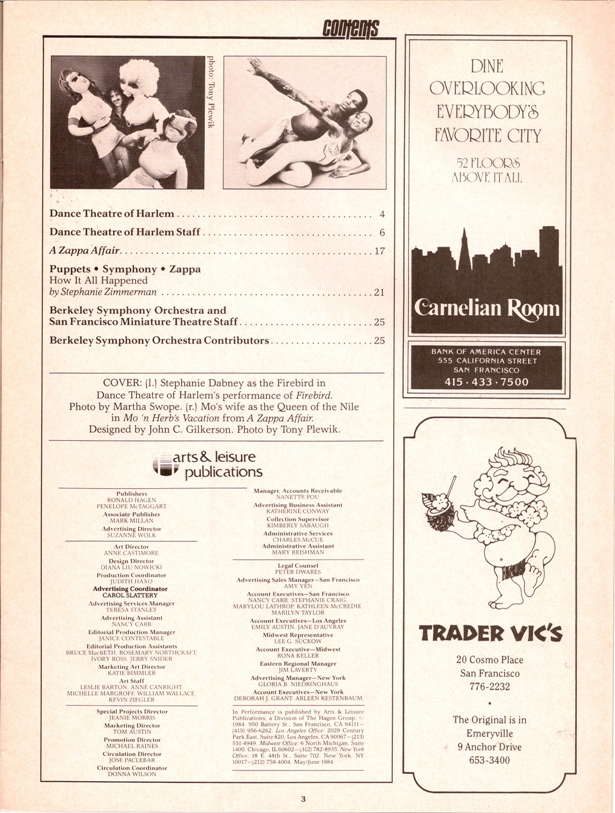 contents
photo: Tony Plewik
Dance Theatre of Harlem . . . . . . . . . . 4
Dance Theatre of Harlem Staff . . . . . . . . . . 6
A Zappa Affair. . . . . . . . . . 17
Puppets • Symphony • Zappa
How It All Happened
by Stephanie Zimmerman . . . . . . . . . . 21
Berkeley Symphony Orchestra and
San Francisco Miniature Theatre Staff . . . . . . . . . . 25
Berkeley Symphony Orchestra Contributors . . . . . . . . . . 25
COVER: (l.) Stephanie Dabney as the Firebird in
Dance Theatre of Harlem's performance of Firebird.
Photo by Martha Swope. (r.) Mo's wife as the Queen of the Nile
in Mo 'n Herb's Vacation from A Zappa Affair.
Designed by John C. Gilkerson. Photo by Tony Plewik.
arts & leisure
publications
Publishers
RONALD HAGEN
PENELOPE McTAGGART
Associate Publisher
MARK MILLAN
Advertising Director
SUZANNE WOLK
Art Director
ANNE CASTIMORE
Design Director
DIANA LIU NOWICKI
Production Coordinator
JUDITH HAXO
Advertising Coordinator
CAROL SLATTERY
Advertising Services Manager
TERESA STANLEY
Advertising Assistant
NANCY CARR
Editorial Production Manager
JANICE CONTESTABLE
Editorial Production Assistants
BRUCE MacBETH, ROSEMARY NORTHCRAFT,
IVORY ROSS, JERRY SNIDER
Marketing Art Director
KATIE BIMMLER
Art Staff
LESLIE BARTON, ANNE CANRIGHT,
MICHELLE MARGROFF, WILLIAM WALLACE,
KEVIN ZIEGLER
Special Projects Director
JEANIE MORRIS
Marketing Director
TOM AUSTIN
Promotion Director
MICHAEL RAINES
Circulation Director
JOSE PACLEBAR
Circulation Coordinator
DONNA WILSON
Manager, Accounts Receivable
NANETTE POU
Advertising Business Assistant
KATHERINE CONWAY
Collection Supervisor
KIMBERLY SABAGUID
Administrative Services
CHARLES McCUE
Administrative Assistant
MARY REISHMAN
Legal Counsel
PETER DWARES
Advertising Sales Manager—San Francisco
AMY YEN
Account Executives—San Francisco
NANCY CARR, STEPHANIE CRAIG,
MARYLOU LATHROP, KATHLEEN McCREDIE
MARILYN TAYLOR
Account Executives—Los Angeles
EMILY AUSTIN, JANE D'AUVRAY
Midwest Representative
LEE G. SUCKOW
Account Executive—Midwest
RONA KELLER
Eastern Regional Manager
JIM LAVERTY
Advertising Manager—New York
GLORIA B. NIEDRINGHAUS
Account Executives—New York
DEBORAH J. GRANT, ARLEEN KESTENBAUM
In Performance is published by Arts & Leisure
Publications, a Division of The Hagen Group, ©
1984. 950 Battery St., San Francisco, CA 94111—
(415) 956-6262. Los Angeles Office: 2029 Century
Park East, Suite 820, Los Angeles, CA 90067—(213)
551-4949. Midwest Office: 6 North Michigan, Suite
1409, Chicago, IL 60602—(312) 782-8935. New York
Office: 18 E. 48th St., Suite 702, New York, NY
10017—(212) 758-4004. May/June 1984
DINE
OVERLOOKING
EVERYBODY'S
FAVORITE CITY
52 FLOORS
ABOVE IT ALL
Carnelian Room
BANK OF AMERICA CENTER
555 CALIFORNIA STREET
SAN FRANCISCO
415 · 433 · 7500
TRADER VIC'S
20 Cosmo Place
San Francisco
776-2232
•
The Original is in
Emeryville
9 Anchor Drive
653-3400
3